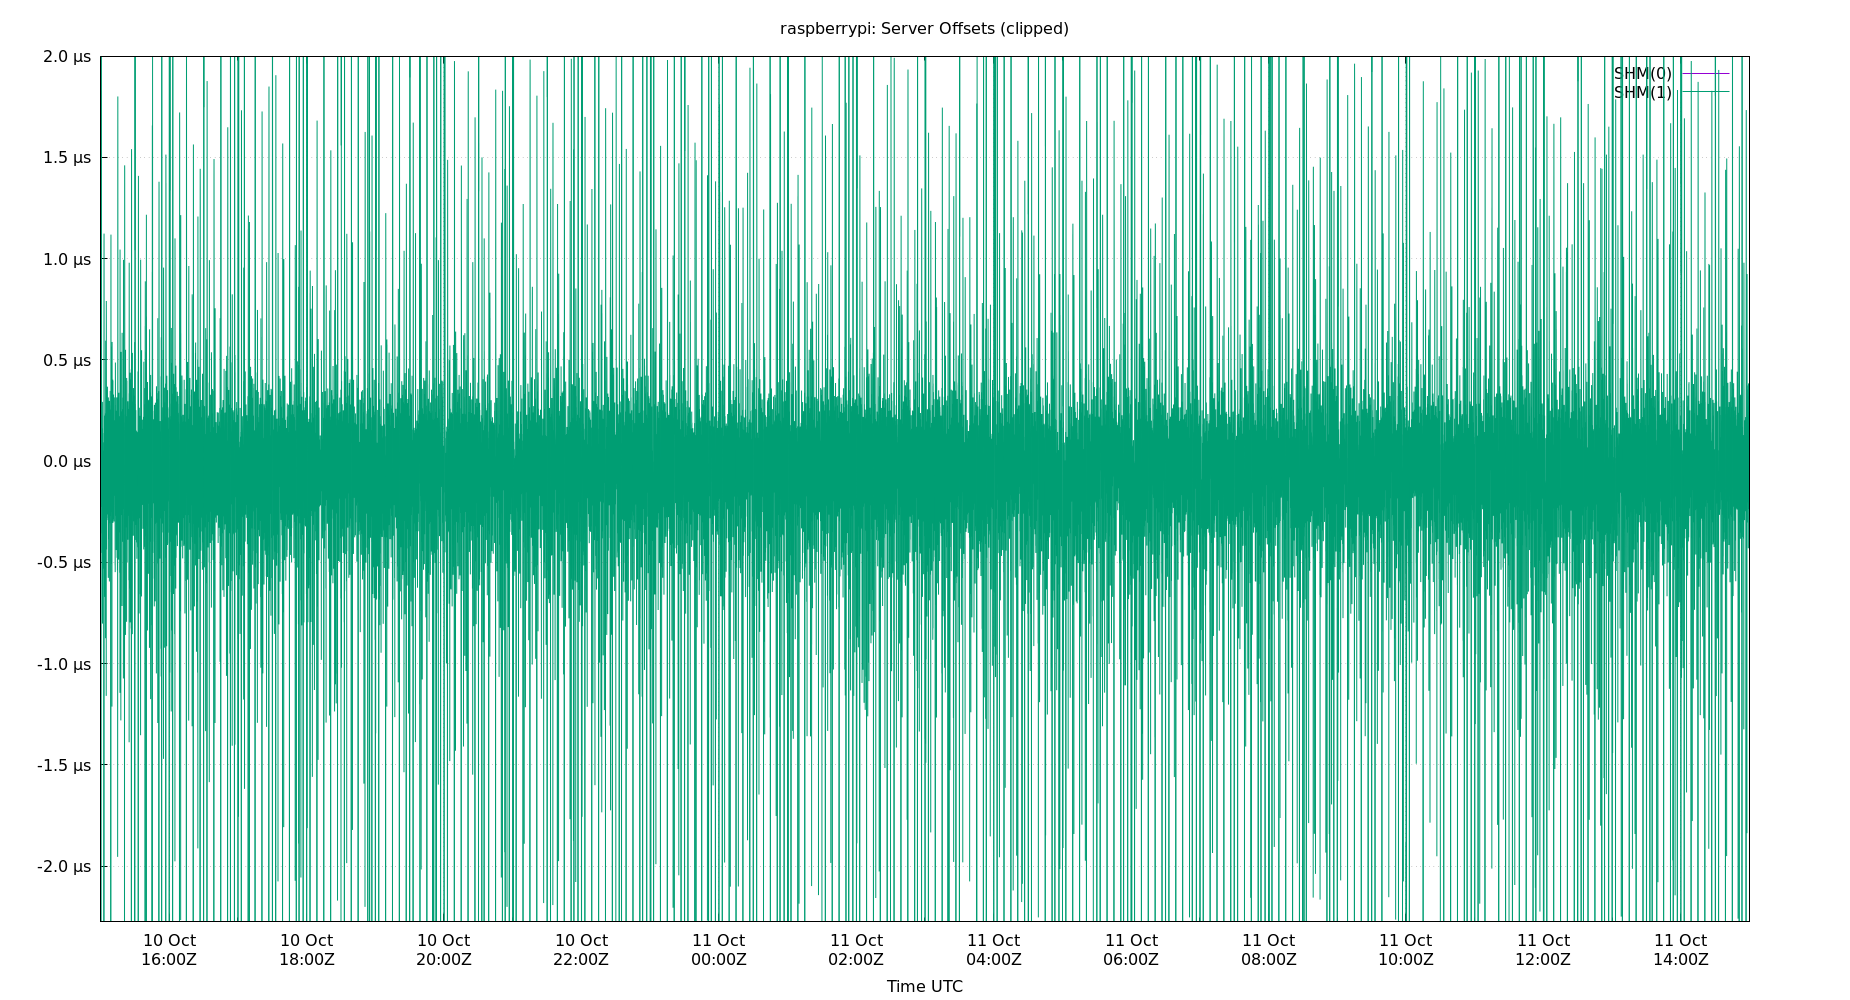 raspberrypi: Server Offsets (clipped)
2.0 µs
1.5 µs
1.0 µs
0.5 µs
0.0 µs
-0.5 µs
-1.0 µs
-1.5 µs
-2.0 µs
SHM(0)
SHM(1)
10 Oct 10 Oct 10 Oct 10 Oct 11 Oct 11 Oct 11 Oct 11 Oct 11 Oct 11 Oct 11 Oct 11 Oct
16:00Z 18:00Z 20:00Z 22:00Z 00:00Z 02:00Z 04:00Z 06:00Z 08:00Z 10:00Z 12:00Z 14:00Z
Time UTC